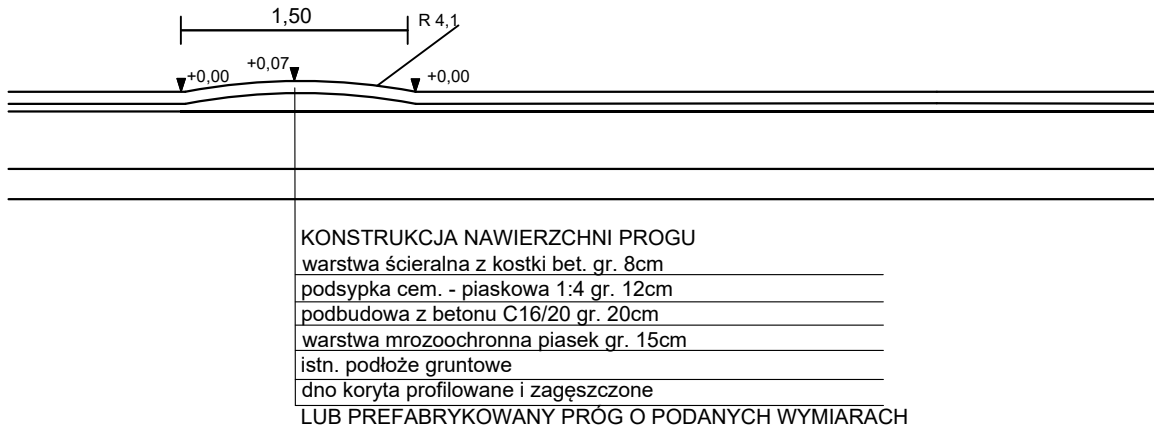 1,50
R 4,1
+0,07
+0,00
+0,00
KONSTRUKCJA NAWIERZCHNI PROGU
warstwa ścieralna z kostki bet. gr. 8cm
podsypka cem. - piaskowa 1:4 gr. 12cm
podbudowa z betonu C16/20 gr. 20cm
warstwa mrozoochronna piasek gr. 15cm
istn. podłoże gruntowe
dno koryta profilowane i zagęszczone
LUB PREFABRYKOWANY PRÓG O PODANYCH WYMIARACH